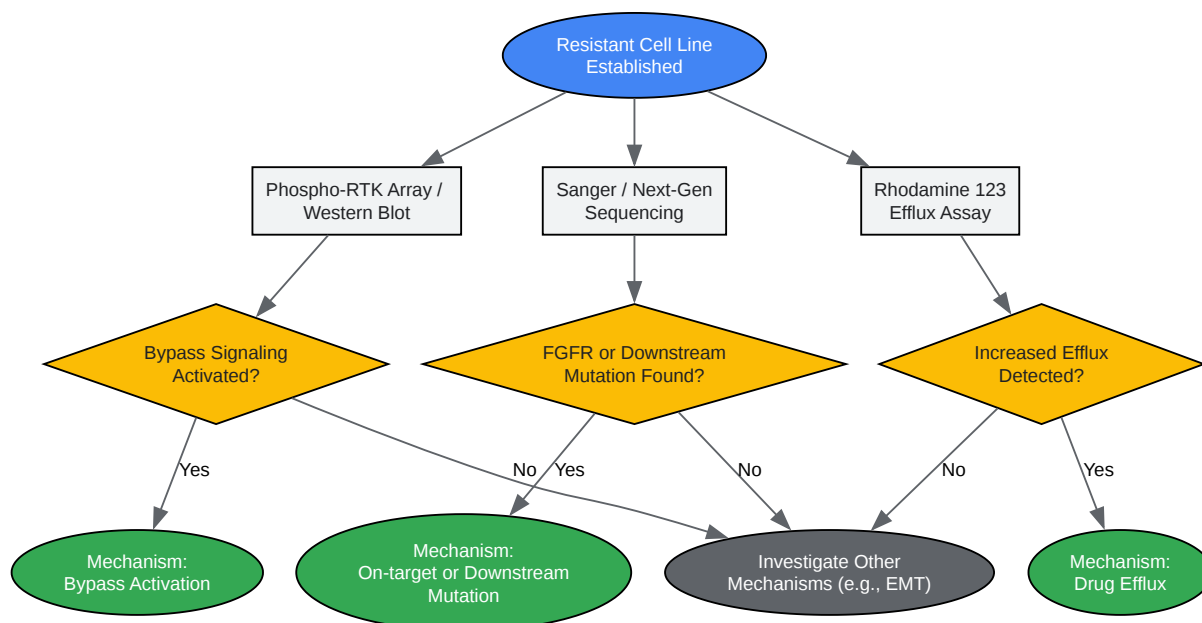 Resistant Cell Line
Established
Phospho-RTK Array /
Western Blot
Sanger / Next-Gen
Sequencing
Rhodamine 123
Efflux Assay
Bypass Signaling
Activated?
FGFR or Downstream
Mutation Found?
Increased Efflux
Detected?
Yes
No
Yes
No
No
Yes
Mechanism:
Bypass Activation
Mechanism:
On-target or Downstream
Mutation
Investigate Other
Mechanisms (e.g., EMT)
Mechanism:
Drug Efflux